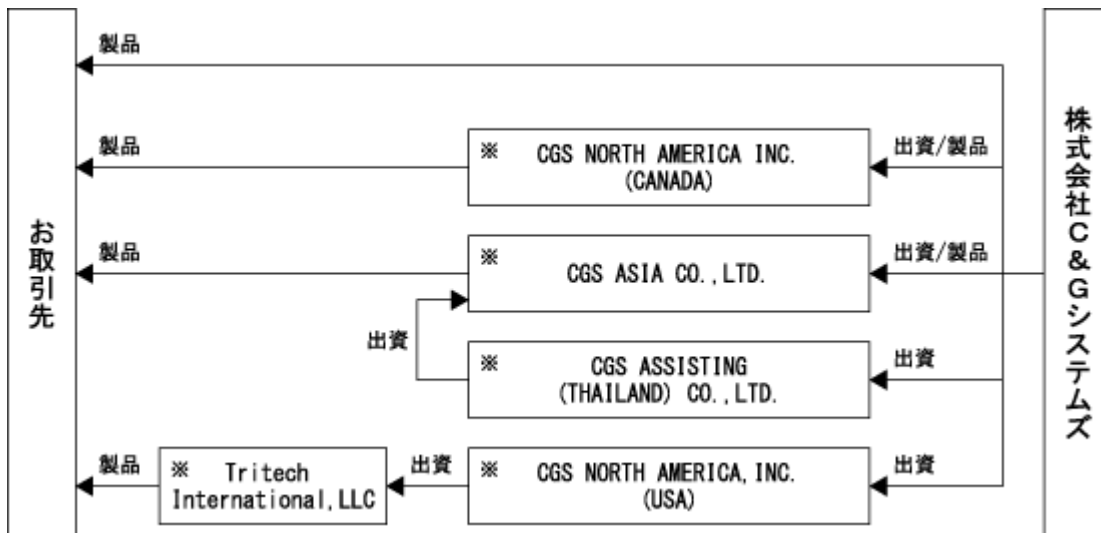 お取引先
製品
製品
※ CGS NORTH AMERICA INC.
(CANADA)
出資/製品
製品
※
CGS ASIA CO.,LTD.
出資/製品
出資
※ CGS ASSISTING
(THAILAND) CO.,LTD.
出資
製品
※ Tritech
International,LLC
出資
※ CGS NORTH AMERICA,INC.
(USA)
出資
株式会社C&Gシステムズ